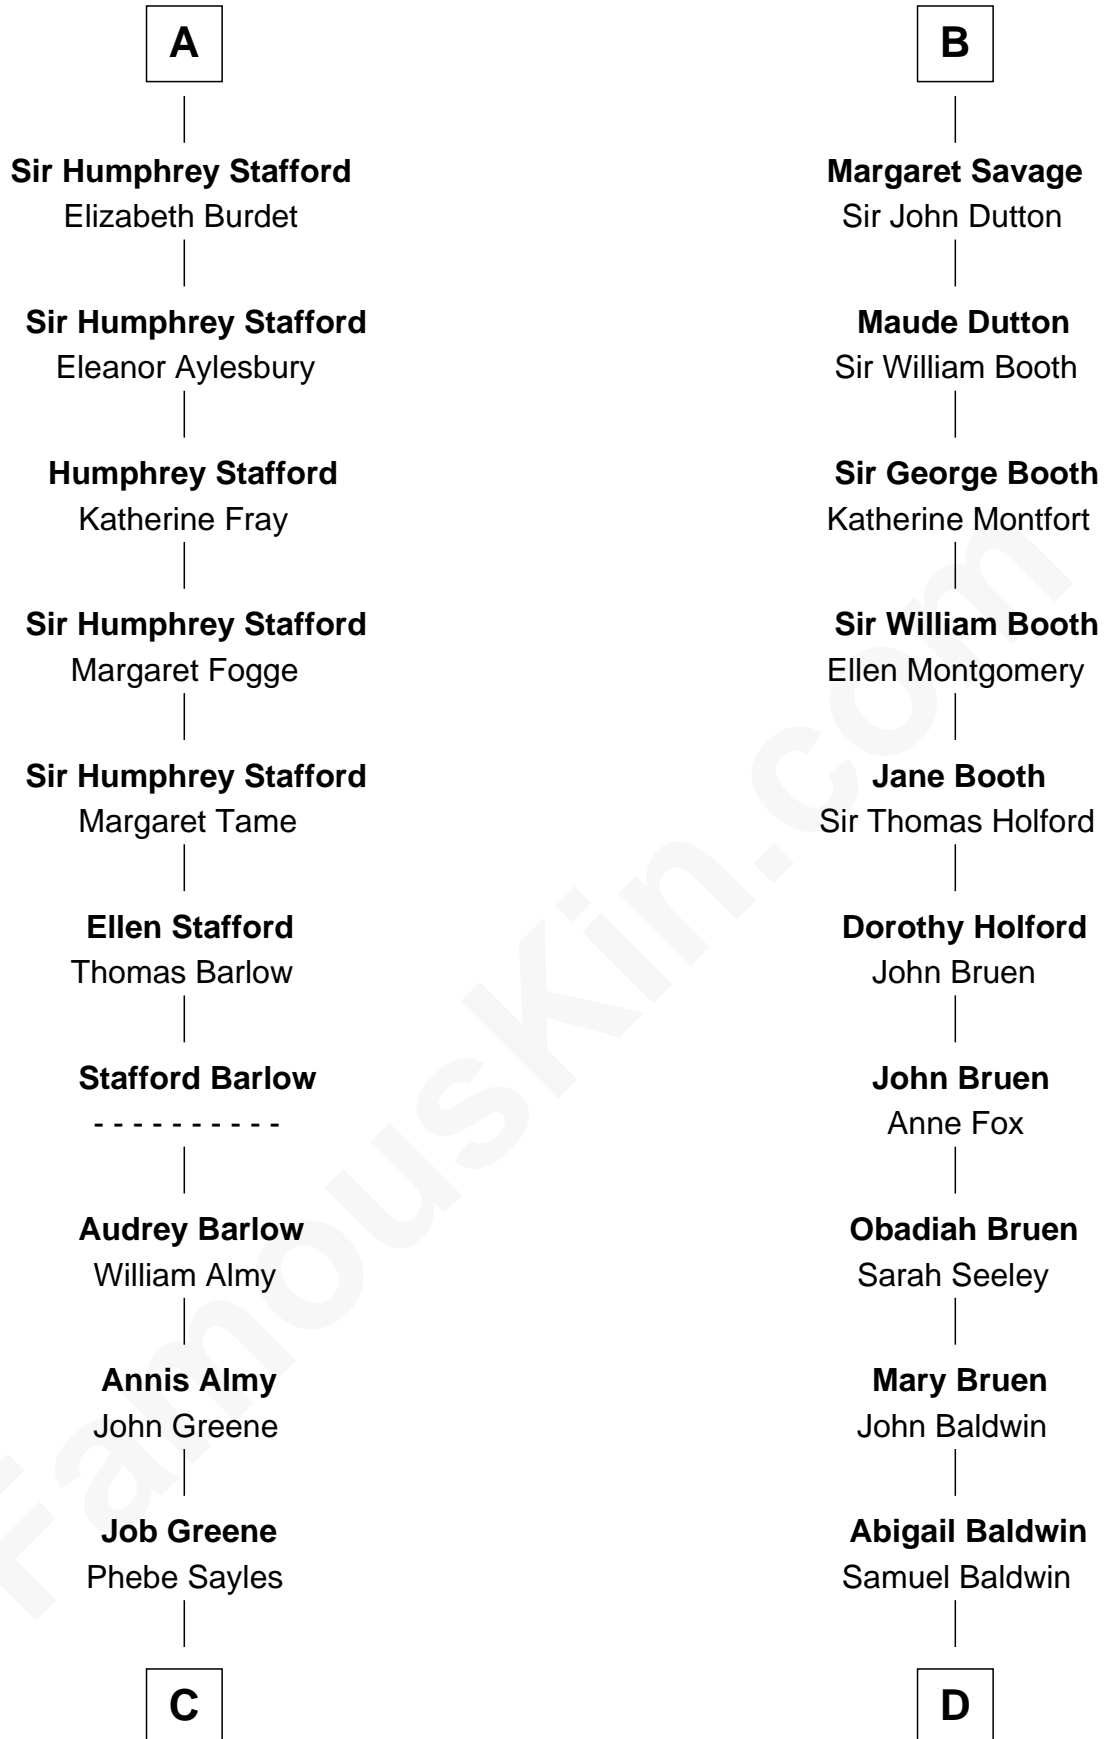 A
Sir Humphrey Stafford
Elizabeth Burdet
Sir Humphrey Stafford
Eleanor Aylesbury
Humphrey Stafford
Katherine Fray
Sir Humphrey Stafford
Margaret Fogge
Sir Humphrey Stafford
Margaret Tame
Ellen Stafford
Thomas Barlow
Stafford Barlow
- - - - - - - - - -
Audrey Barlow
William Almy
Annis Almy
John Greene
Job Greene
Phebe Sayles
C
B
Margaret Savage
Sir John Dutton
Maude Dutton
Sir William Booth
Sir George Booth
Katherine Montfort
Sir William Booth
Ellen Montgomery
Jane Booth
Sir Thomas Holford
Dorothy Holford
John Bruen
John Bruen
Anne Fox
Obadiah Bruen
Sarah Seeley
Mary Bruen
John Baldwin
Abigail Baldwin
Samuel Baldwin
D
FamousKin.com